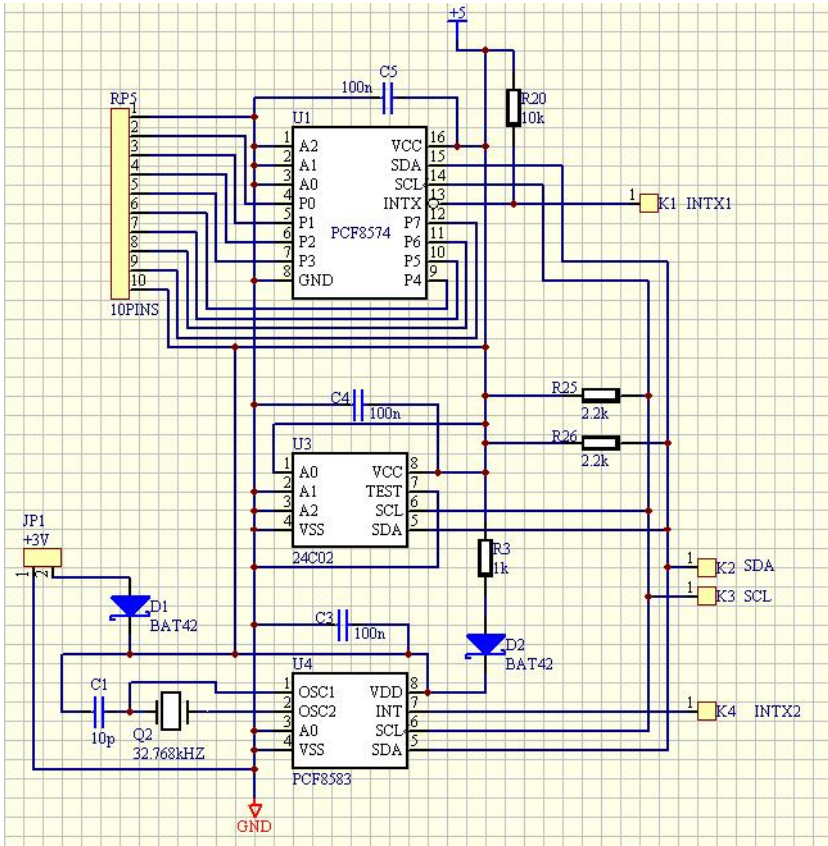 +5
C5
100n
R20
10k
RP5
1
2
3
4
5
6
7
8
9
10
10PINS
U1
1 A2 VCC 16
2 A1 SDA 15
3 A0 SCL 14
4 P0 INTX 13
5 P1 P7 12
6 P2 PCF8574 P6 11
7 P3 P5 10
8 GND P4 9
1 K1 INTX1
C4
100n
R25
2.2k
R26
2.2k
U3
1 A0 VCC 8
2 A1 TEST 7
3 A2 SCL 6
4 VSS SDA 5
24C02
JP1
+3V
1 2
R3
1k
1 K2 SDA
1 K3 SCL
D1
BAT42
C3
100n
D2
BAT42
U4
1 OSC1 VDD 8
2 OSC2 INT 7
3 A0 SCL 6
4 VSS SDA 5
PCF8583
C1
10p
Q2
32.768kHZ
1 K4 INTX2
GND